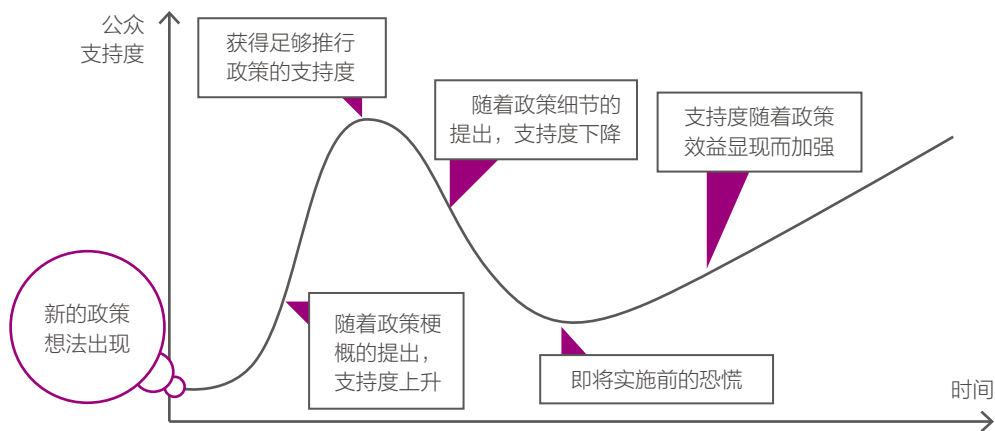 公众
支持度
获得足够推行
政策的支持度
随着政策细节的
提出，支持度下降
支持度随着政策
效益显现而加强
新的政策
想法出现
随着政策梗
概的提出，
支持度上升
即将实施前的恐慌
时间